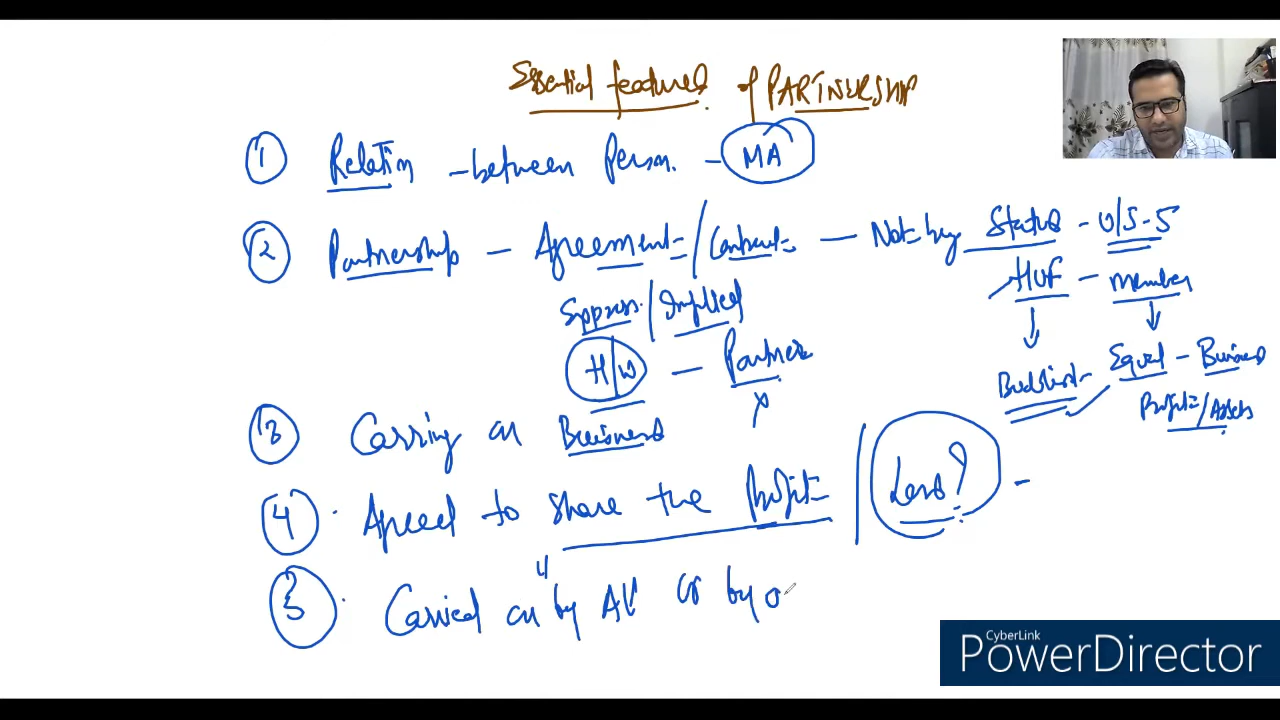 Essential features of PARTNERSHIP
① Relation - between Person. - MA
② Partnership - Agreement / Contract - Not by Status - U/S-5
HUF - member
Express / Implied
H/W - Partner x
Buddhist - Equal - Business
Profit / Assets
③ Carrying on Business
④ . Agreed to share the Profit / Loss? -
5 . Carried on by All or by o
CyberLink
PowerDirector